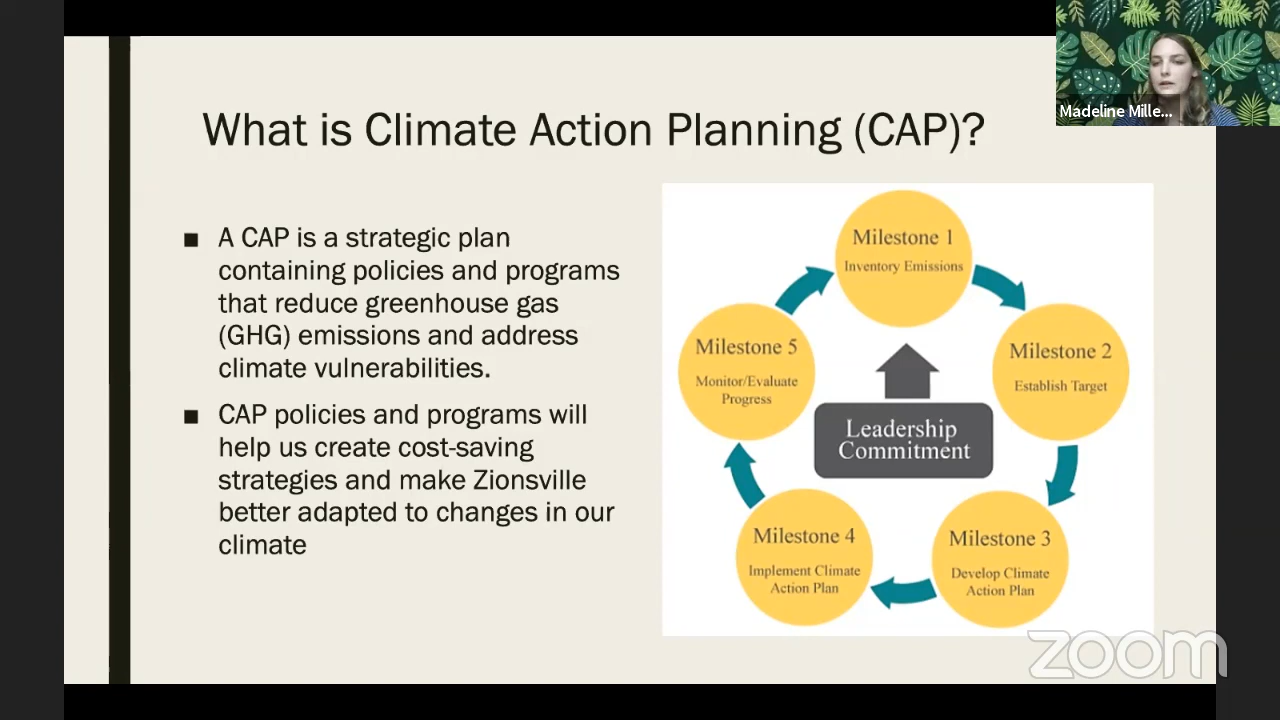 What is Climate Action Planning (CAP)?
Madeline Mille...
■ A CAP is a strategic plan
containing policies and programs
that reduce greenhouse gas
(GHG) emissions and address
climate vulnerabilities.
■ CAP policies and programs will
help us create cost-saving
strategies and make Zionsville
better adapted to changes in our
climate
Milestone 1
Inventory Emissions
Milestone 2
Establish Target
Milestone 3
Develop Climate
Action Plan
Milestone 4
Implement Climate
Action Plan
Milestone 5
Monitor/Evaluate
Progress
Leadership
Commitment
zoom